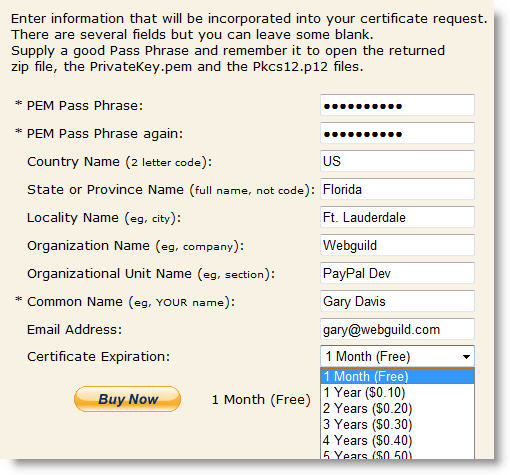 Enter information that will be incorporated into your certificate request.
There are several fields but you can leave some blank.
Supply a good Pass Phrase and remember it to open the returned
zip file, the PrivateKey.pem and the Pkcs12.p12 files.
* PEM Pass Phrase: ●●●●●●●●●●
* PEM Pass Phrase again: ●●●●●●●●●●
Country Name (2 letter code): US
State or Province Name (full name, not code): Florida
Locality Name (eg, city): Ft. Lauderdale
Organization Name (eg, company): Webguild
Organizational Unit Name (eg, section): PayPal Dev
* Common Name (eg, YOUR name): Gary Davis
Email Address: gary@webguild.com
Certificate Expiration: 1 Month (Free)
1 Month (Free)
1 Year ($0.10)
Buy Now 1 Month (Free)
2 Years ($0.20)
3 Years ($0.30)
4 Years ($0.40)
5 Years ($0.50)